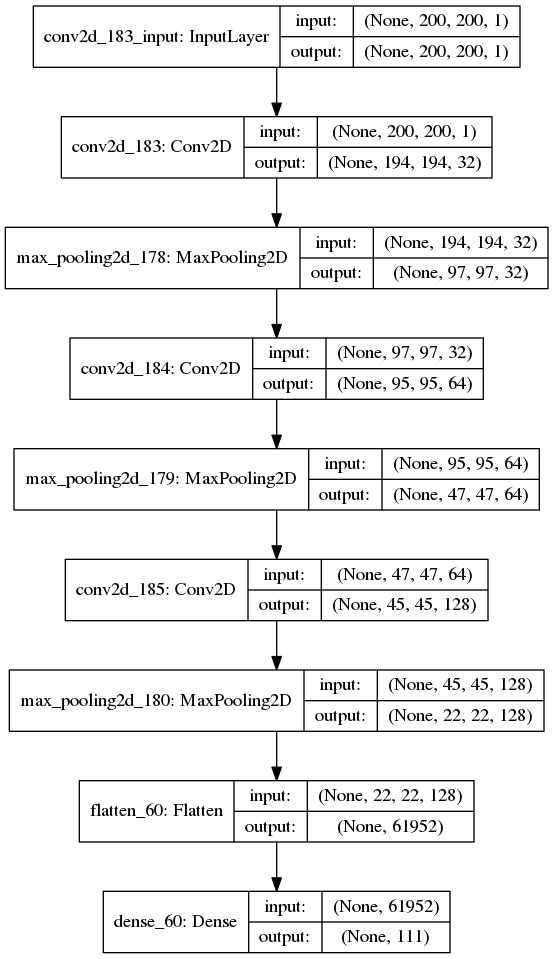 conv2d_183_input: InputLayer
input: (None, 200, 200, 1)
output: (None, 200, 200, 1)
conv2d_183: Conv2D
input: (None, 200, 200, 1)
output: (None, 194, 194, 32)
max_pooling2d_178: MaxPooling2D
input: (None, 194, 194, 32)
output: (None, 97, 97, 32)
conv2d_184: Conv2D
input: (None, 97, 97, 32)
output: (None, 95, 95, 64)
max_pooling2d_179: MaxPooling2D
input: (None, 95, 95, 64)
output: (None, 47, 47, 64)
conv2d_185: Conv2D
input: (None, 47, 47, 64)
output: (None, 45, 45, 128)
max_pooling2d_180: MaxPooling2D
input: (None, 45, 45, 128)
output: (None, 22, 22, 128)
flatten_60: Flatten
input: (None, 22, 22, 128)
output: (None, 61952)
dense_60: Dense
input: (None, 61952)
output: (None, 111)